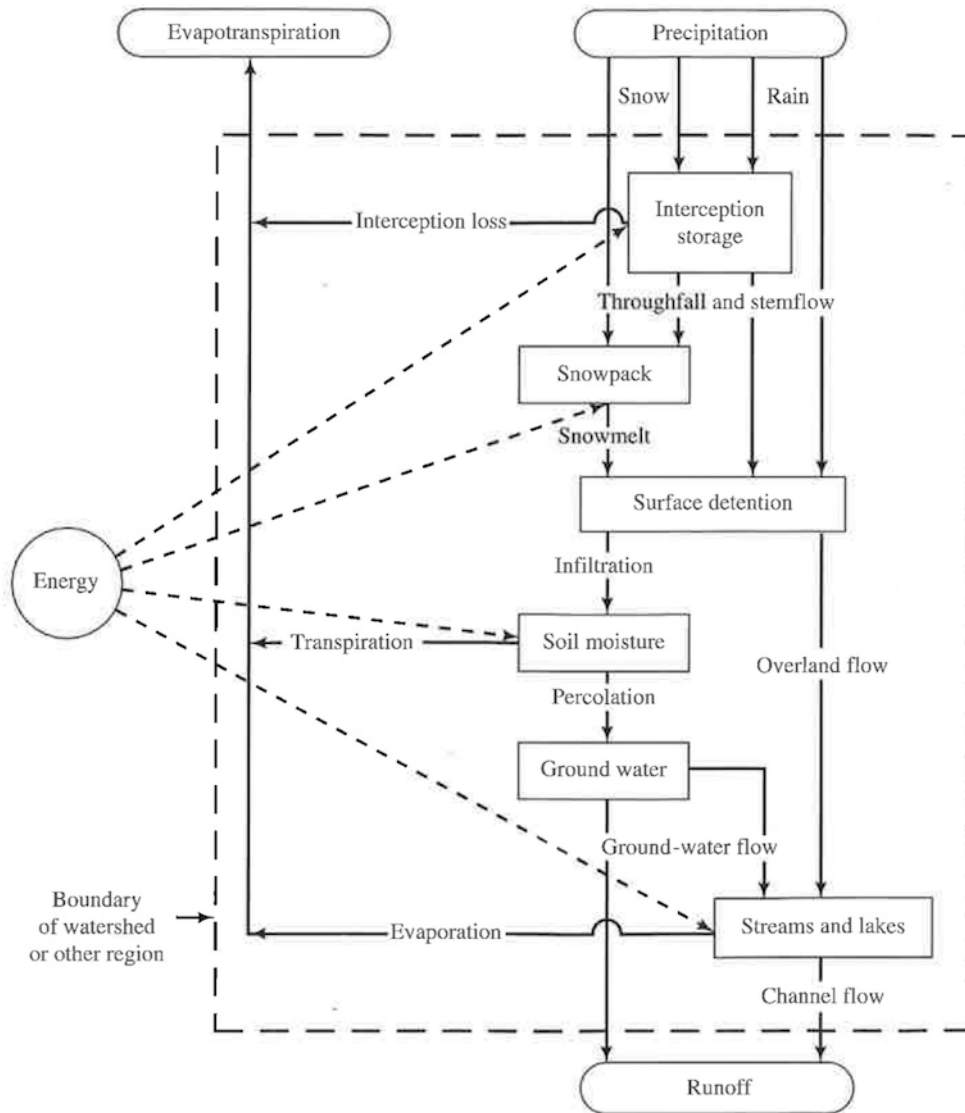 Evapotranspiration
Precipitation
Snow
Rain
Interception loss
Interception
storage
Throughfall and stemflow
Snowpack
Snowmelt
Surface detention
Energy
Infiltration
Transpiration
Soil moisture
Overland flow
Percolation
Ground water
Ground-water flow
Boundary
of watershed
or other region
Evaporation
Streams and lakes
Channel flow
Runoff